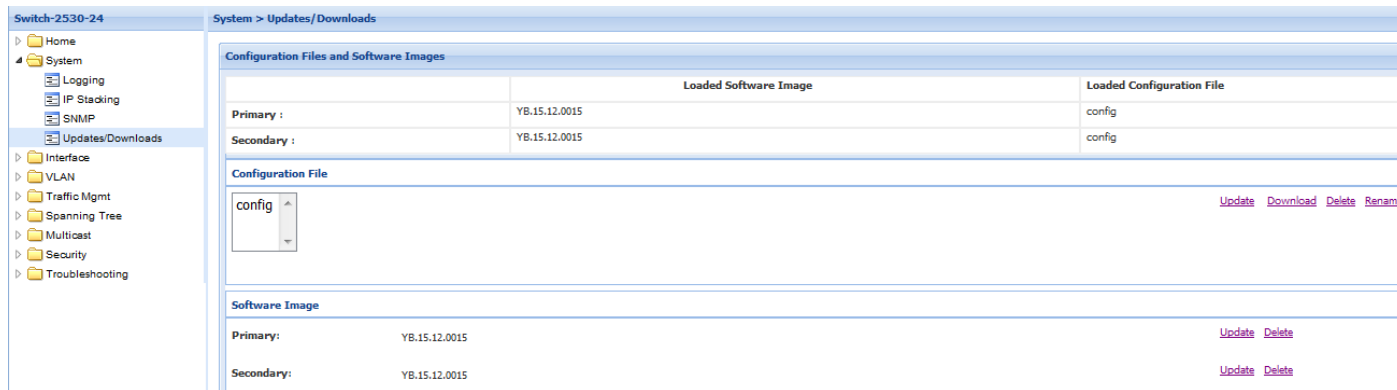 Switch-2530-24
Home
System
Logging
IP Stacking
SNMP
Updates/Downloads
Interface
VLAN
Traffic Mgmt
Spanning Tree
Multicast
Security
Troubleshooting
System > Updates/Downloads
Configuration Files and Software Images
Loaded Software Image Loaded Configuration File
Primary : YB.15.12.0015 config
Secondary : YB.15.12.0015 config
Configuration File
config Update Download Delete Renam
Software Image
Primary: YB.15.12.0015 Update Delete
Secondary: YB.15.12.0015 Update Delete